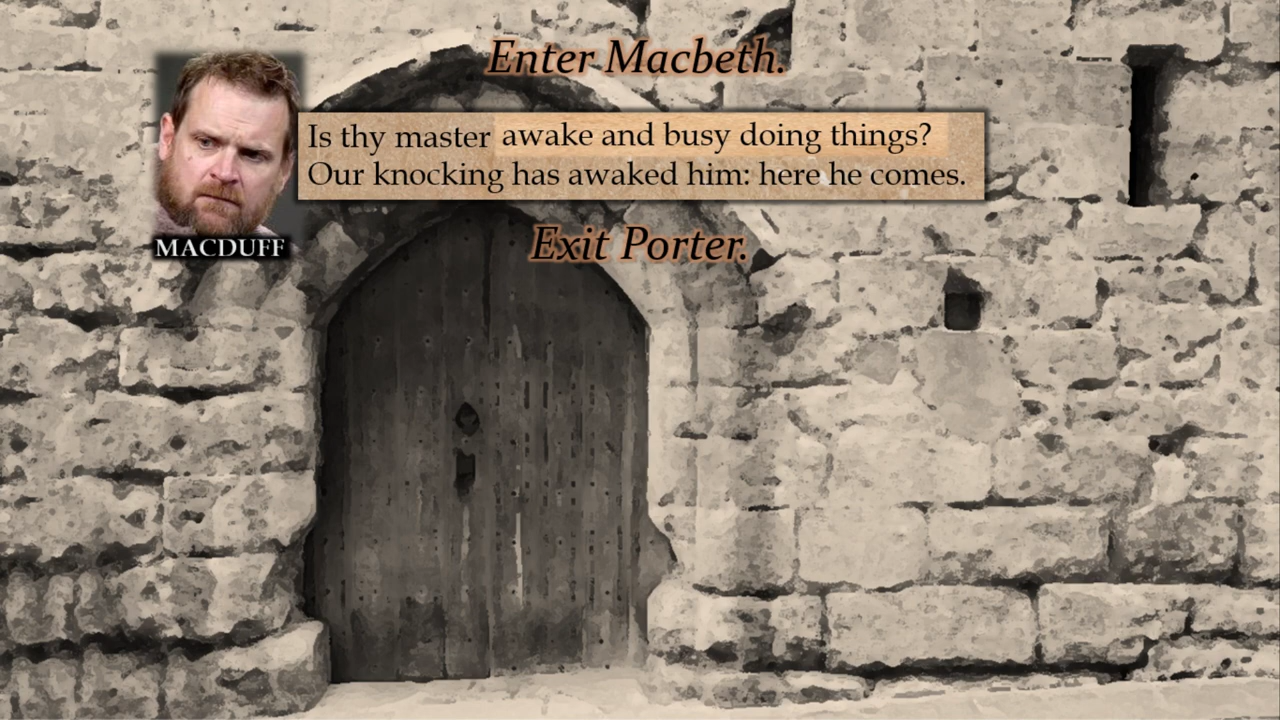 Enter Macbeth.
Is thy master awake and busy doing things?
Our knocking has awaked him: here he comes.
MACDUFF
Exit Porter.